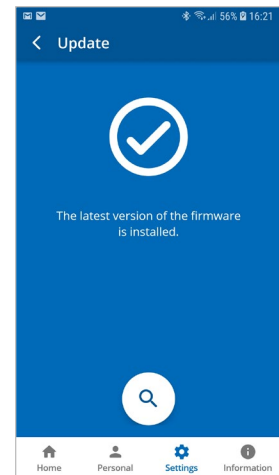 56% 16:21
Update
The latest version of the firmware
is installed.
Home Personal Settings Information